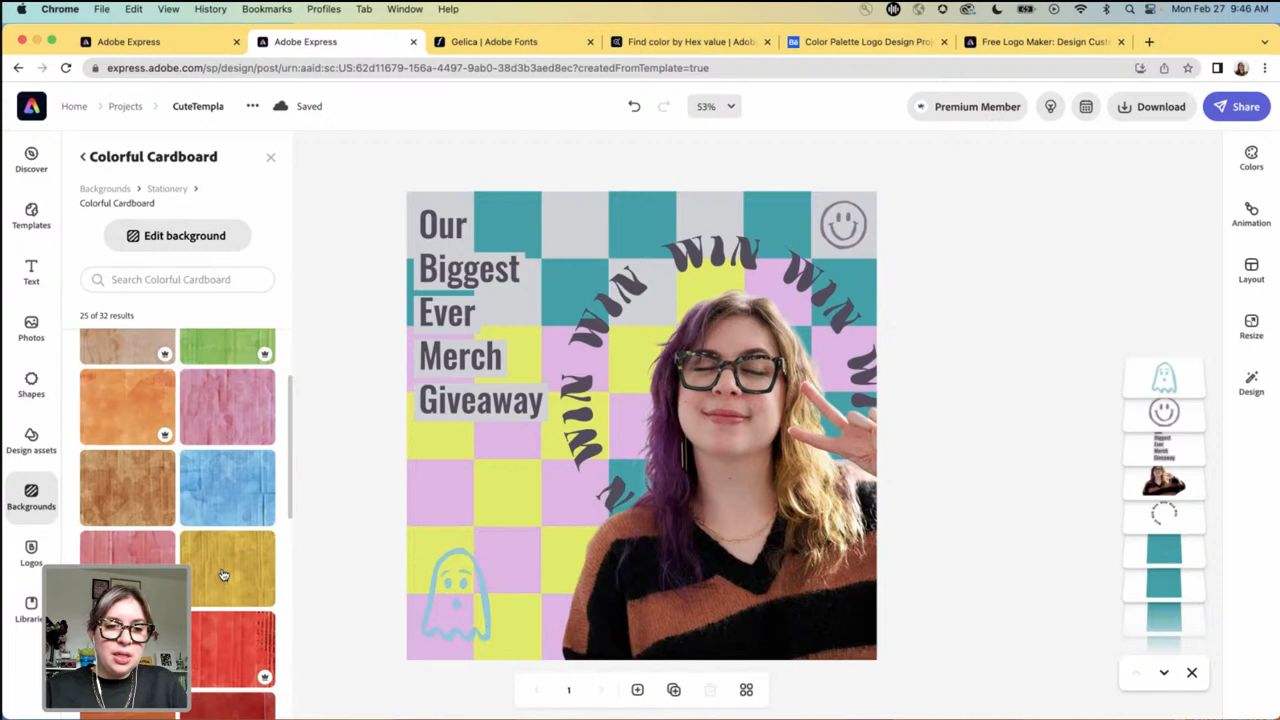 Chrome File Edit View History Bookmarks Profiles Tab Window Help Mon Feb 27 9:46 AM
Adobe Express
Adobe Express
Gelica | Adobe Fonts
Find color by Hex value | Adob
Color Palette Logo Design Proj
Free Logo Maker: Design Cust
express.adobe.com/sp/design/post/urn:aaid:sc:US:62d11679-156a-4497-9ab0-38d3b3aed8ec?createdFromTemplate=true
Home Projects CuteTempla Saved 53% Premium Member Download Share
Discover
Templates
Text
Photos
Shapes
Design assets
Backgrounds
Logos
Librarie
Colorful Cardboard
Backgrounds Stationery
Colorful Cardboard
Edit background
Search Colorful Cardboard
25 of 32 results
Our
Biggest
Ever
Merch
Giveaway
WIN WIN WIN WIN WIN
Colors
Animation
Layout
Resize
Design
Biggest
Ever
Merch
Giveaway
1